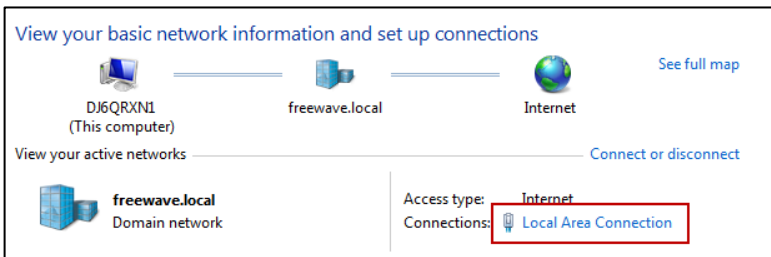 View your basic network information and set up connections
See full map
DJ6QRXN1 freewave.local Internet
(This computer)
View your active networks Connect or disconnect
freewave.local Access type: Internet
Domain network Connections: Local Area Connection